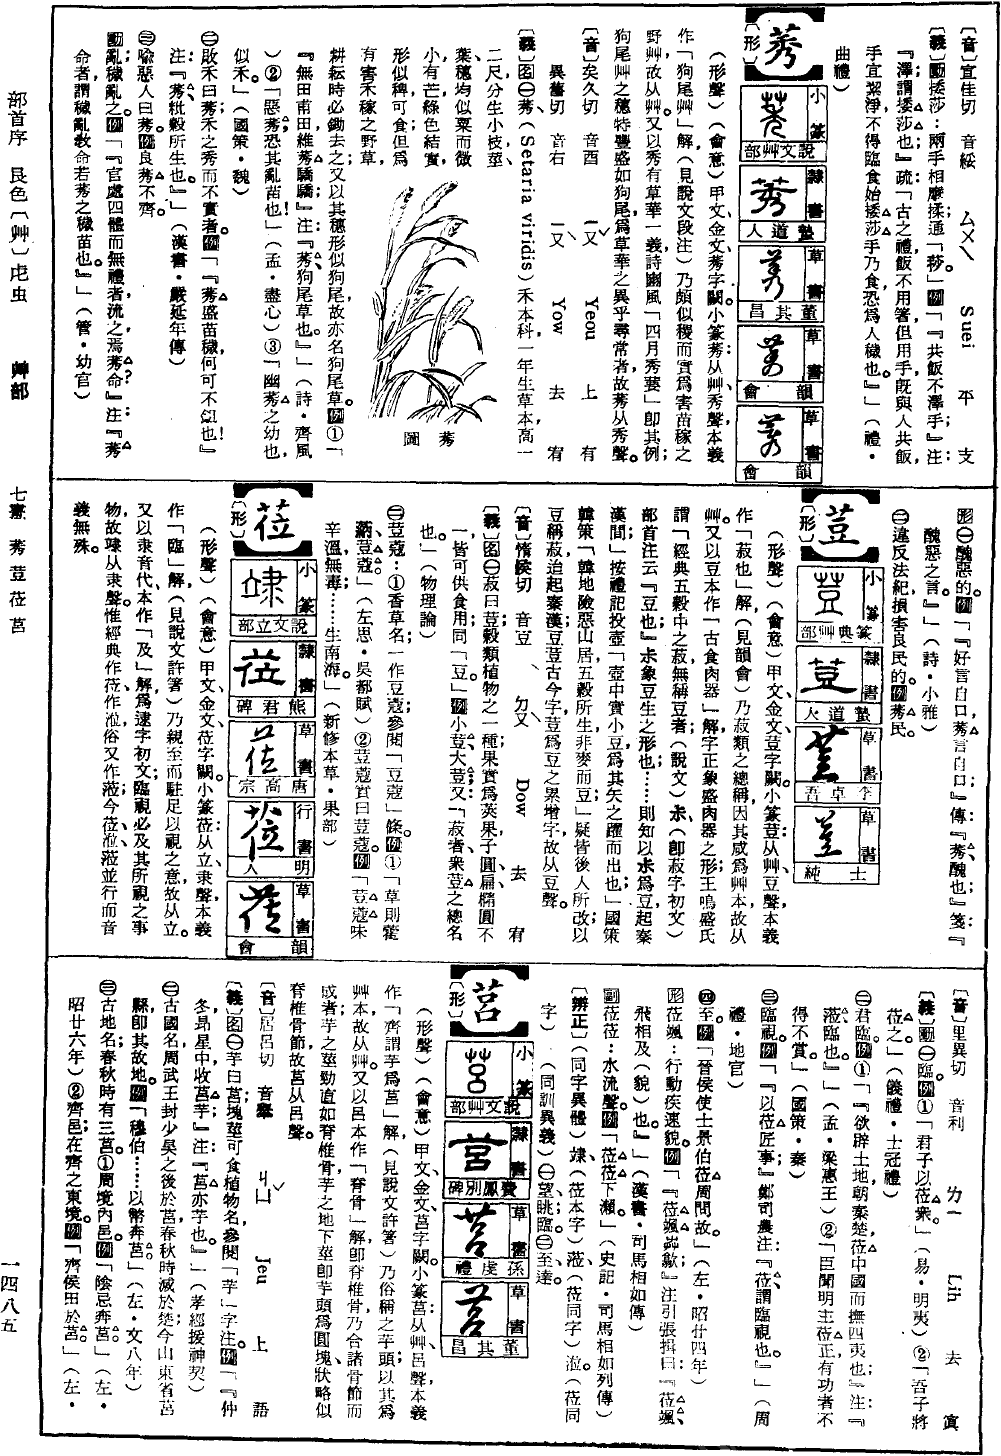 〔音〕宜佳切　音綏　ㄙㄨㄟ　Suei　平　支
〔義〕動挼莎：兩手相摩揉；通「挱」例「『共飯不澤手』注；
『澤謂挼莎也』疏『古之禮，飯不用箸，但用手，既與人共飯，
手宜絜淨，不得臨食始挼莎手乃食，恐爲人穢也。』」（禮・
曲禮）
莠
〔形〕
小篆　說文艸部
隸書　蟄道人
草書　董其昌
草書　韻會
草書　韻會
（形聲）（會意）甲文、金文莠字闕。小篆莠：从艸、秀聲，本義
作「狗尾艸」解（見說文段注）乃頗似稷而實爲害苗稼之
野艸，故从艸。又以秀有草華一義，詩豳風「四月秀葽」即其例；
狗尾艸之穗特豐盛如狗尾，爲草華之異乎尋常者，故莠从秀聲。
〔音〕矣久切　音酉　ㄧㄡ　Yeou　上　有
異舊切　音右　ㄧㄡ　Yow　去　宥
〔義〕名㊀莠（Setaria viridis）禾本科，一年生草本，高一
二尺，分生小枝莖、
葉、穗均似粟而微
小，有芒，綠色，結實
形似稗，可食，但爲
有害禾稼之野草，
耕耘時必鋤去之；又以其穗形似狗尾，故亦名狗尾草。例①「
『無田甫田，維莠驕驕』注：『莠，狗尾草也。』」（詩・齊風
）②「惡莠，恐其亂苗也！」（孟・盡心）③「幽莠之幼也，
似禾。」（國策・魏）
莠圖
㊁敗禾曰莠；禾之秀而不實者。例「『莠盛苗穢，何可不鉏也！』
注：『莠，粃穀所生也。』」（漢書・嚴延年傳）
㊂喻惡人曰莠。例良莠不齊。
動亂；穢亂之。例「『官處四體而無禮者，流之焉莠命？』注：『莠
命者，謂穢亂敎命，若莠之穢苗也。』」（管・幼官）
形㊀醜惡的。例「『好言自口，莠言自口』傳：『莠，醜也』箋：『
醜惡之言』」（詩・小雅）
㊁違反法紀損害良民的。例莠民。
荳
〔形〕
小篆　篆典艸部
隸書　蟄道人
草書　李卓吾
草書　士純
（形聲）（會意）甲文、金文荳字闕。小篆荳：从艸、豆聲，本義
作「菽也」解（見韻會）乃菽類之總稱，因其咸爲艸本，故从
艸。又以豆本作「古食肉器」解，字正象盛肉器之形；王鳴盛氏
謂「經典五穀中之菽無稱豆者（說文）尗（卽菽字初文）
部首注云『豆也』尗象豆生之形也……則知以尗爲豆起秦
漢間；」按禮記投壺「壺中實小豆，爲其矢之躍而出也」國策
韓策「韓地險惡山居，五穀所生，非麥而豆」疑皆後人所改；以
豆稱菽迨起秦漢，豆、荳古今字，荳爲豆之累增字，故从豆聲。
〔音〕惰候切　音豆　ㄉㄡ　Dow　去　宥
〔義〕名㊀菽曰荳；穀類植物之一種，果實爲莢果，子圓扁、橢圓不
一，皆可供食用；同「豆」例小荳、大荳；又「菽者，衆荳之總名
也。」（物理論）
㊁荳蔻：①香草名，一作豆蔻，參閱「豆蔻」條。例①「草則藿
蒳荳蔻」（左思・吳都賦）②荳蔻實曰荳蔻。例「荳蔻味
辛溫無毒……生南海。」（新修本草・果部）
莅
〔形〕
小篆　說文立部
隸書　熊君碑
草書　唐高宗
行書　明人
草書　韻會
（形聲）（會意）甲文、金文莅字闕。小篆莅：从立、隶聲，本義
作「臨」解（見說文許箸）乃親至而駐足以視之意，故从立。
又以隶音代，本作「及」解，爲逮字初文；臨視必及其所視之事
物，故𥩟从隶聲；惟經典作莅、作涖，俗又作蒞，今莅、涖、蒞並行而音
義無殊。
〔音〕里異切　音利　ㄌㄧ　Lih　去　寘
〔義〕動㊀臨。例①「君子以莅衆。」（易・明夷）②「吾子將
莅之」（儀禮・士冠禮）
㊁君臨。例①「『欲辟土地，朝秦楚，莅中國而撫四夷也』注：『
莅，臨也。』」（孟・梁惠王）②「臣聞明主莅正，有功者不
得不賞。」（國策・秦）
㊂臨視。例「『以莅匠事』鄭司農注：『莅，謂臨視也。』」（周
禮・地官）
㊃至。例「晉侯使士景伯莅周問故。」（左・昭廿四年）
形莅颯：行動疾速貌。例「『莅颯卉歙』注引張揖曰：『莅颯，
飛相及（貌）也。』」（漢書・司馬相如傳）
副莅莅：水流聲。例「莅莅下瀨。」（史記・司馬相如列傳）
〔辨正〕（同字異體）𥩟（莅本字）蒞（莅同字）涖（莅同
字）（同訓異義）㊀望、眺、臨。㊁至、達。
莒
〔形〕
小篆　說文艸部
隸書　費鳳別碑
草書　孫虔禮
草書　董其昌
（形聲）（會意）甲文、金文莒字闕。小篆莒：从艸、呂聲，本義
作「齊謂芋爲莒」解（見說文許箸）乃俗稱之芋頭；以其爲
艸本，故从艸。又以呂本作「脊骨」解，卽脊椎骨，乃合諸骨節而
成者；芋之莖勁直如脊椎骨，芋之地下莖卽芋頭爲圓塊狀，略似
脊椎骨節，故莒从呂聲。
〔音〕居呂切　音舉　ㄐㄩ　Jeu　上　語
〔義〕名㊀芋曰莒；塊莖可食植物名，參閱「芋」字注。例「『仲
冬昴星中，收莒芋』注：『莒亦芋也。』」（孝經援神契）
㊁古國名；周武王封少昊之後於莒，春秋時滅於楚；今山東省莒
縣卽其故地。例「穆伯……以幣奔莒。」（左・文八年）
㊂古地名；春秋時有三莒。①周境內邑。例「陰忌奔莒。」（左・
昭廿六年）②齊邑；在齊之東境。例「齊侯田於莒。」（左・
部首序　艮色〔艸〕虍虫　艸部　七畫　莠荳莅莒　一四八五